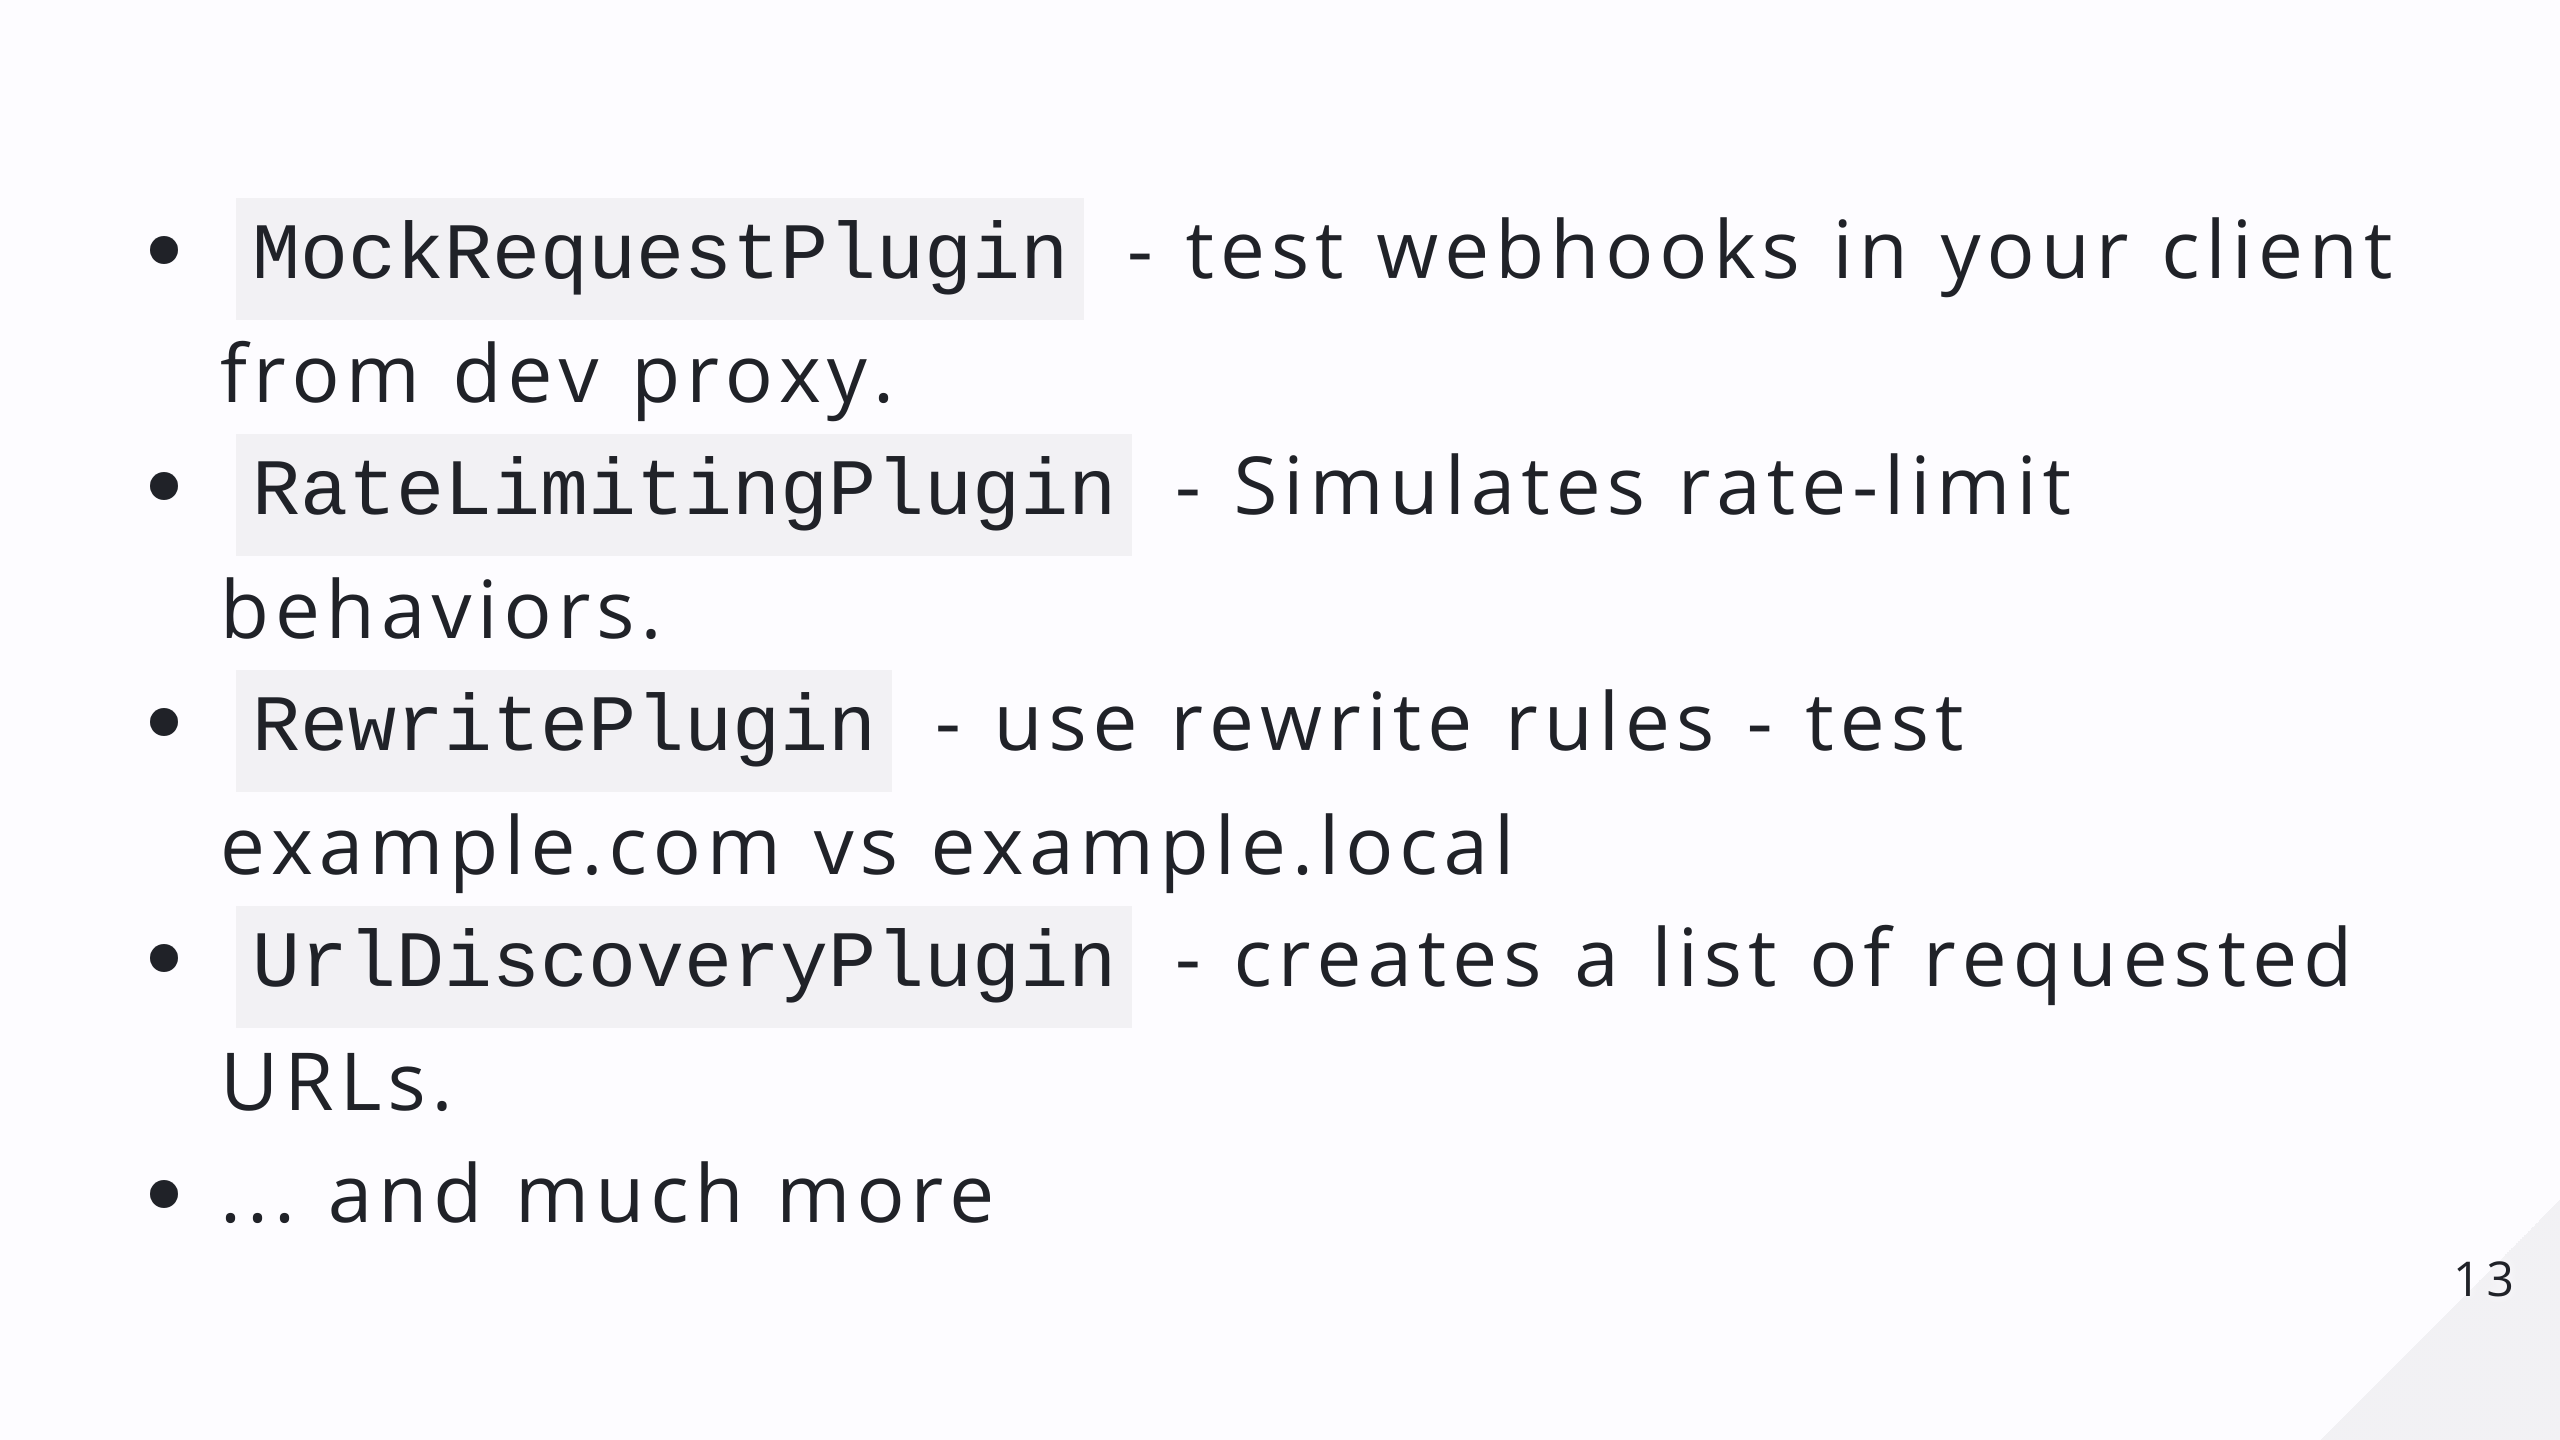 • MockRequestPlugin - test webhooks in your client
from dev proxy.
• RateLimitingPlugin - Simulates rate-limit
behaviors.
• RewritePlugin - use rewrite rules - test
example.com vs example.local
• UrlDiscoveryPlugin - creates a list of requested
URLs.
• ... and much more
13